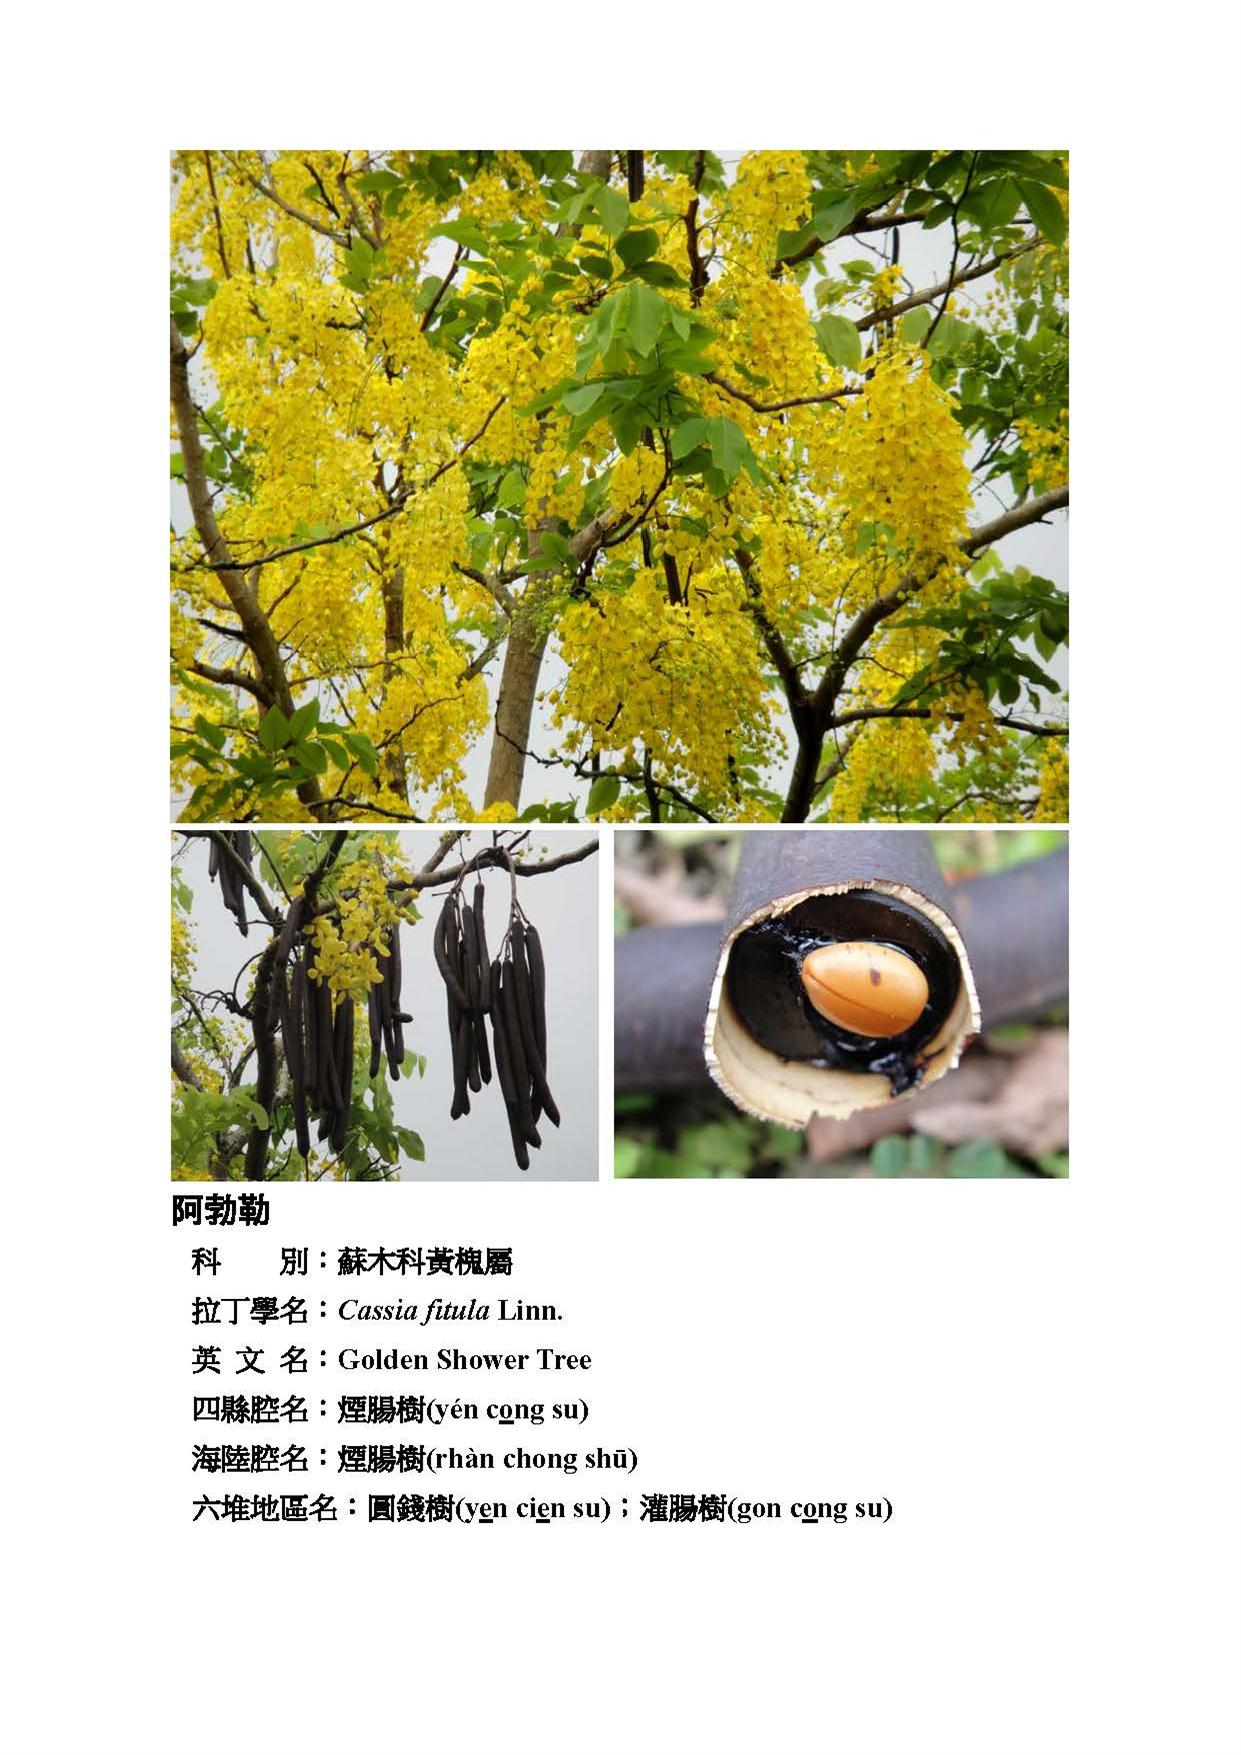 阿勃勒
科　　別：蘇木科黃槐屬
拉丁學名：Cassia fitula Linn.
英 文 名：Golden Shower Tree
四縣腔名：煙腸樹(yén cong su)
海陸腔名：煙腸樹(rhàn chong shū)
六堆地區名：圓錢樹(yen cien su)；灌腸樹(gon cong su)